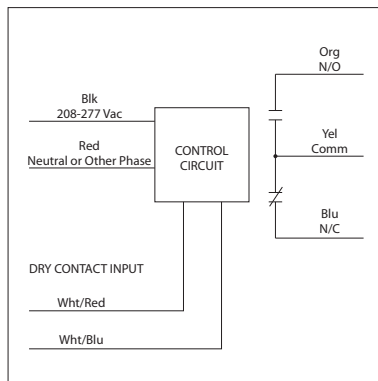 Blk
208-277 Vac
Red
Neutral or Other Phase
CONTROL
CIRCUIT
Org
N/O
Yel
Comm
Blu
N/C
DRY CONTACT INPUT
Wht/Red
Wht/Blu